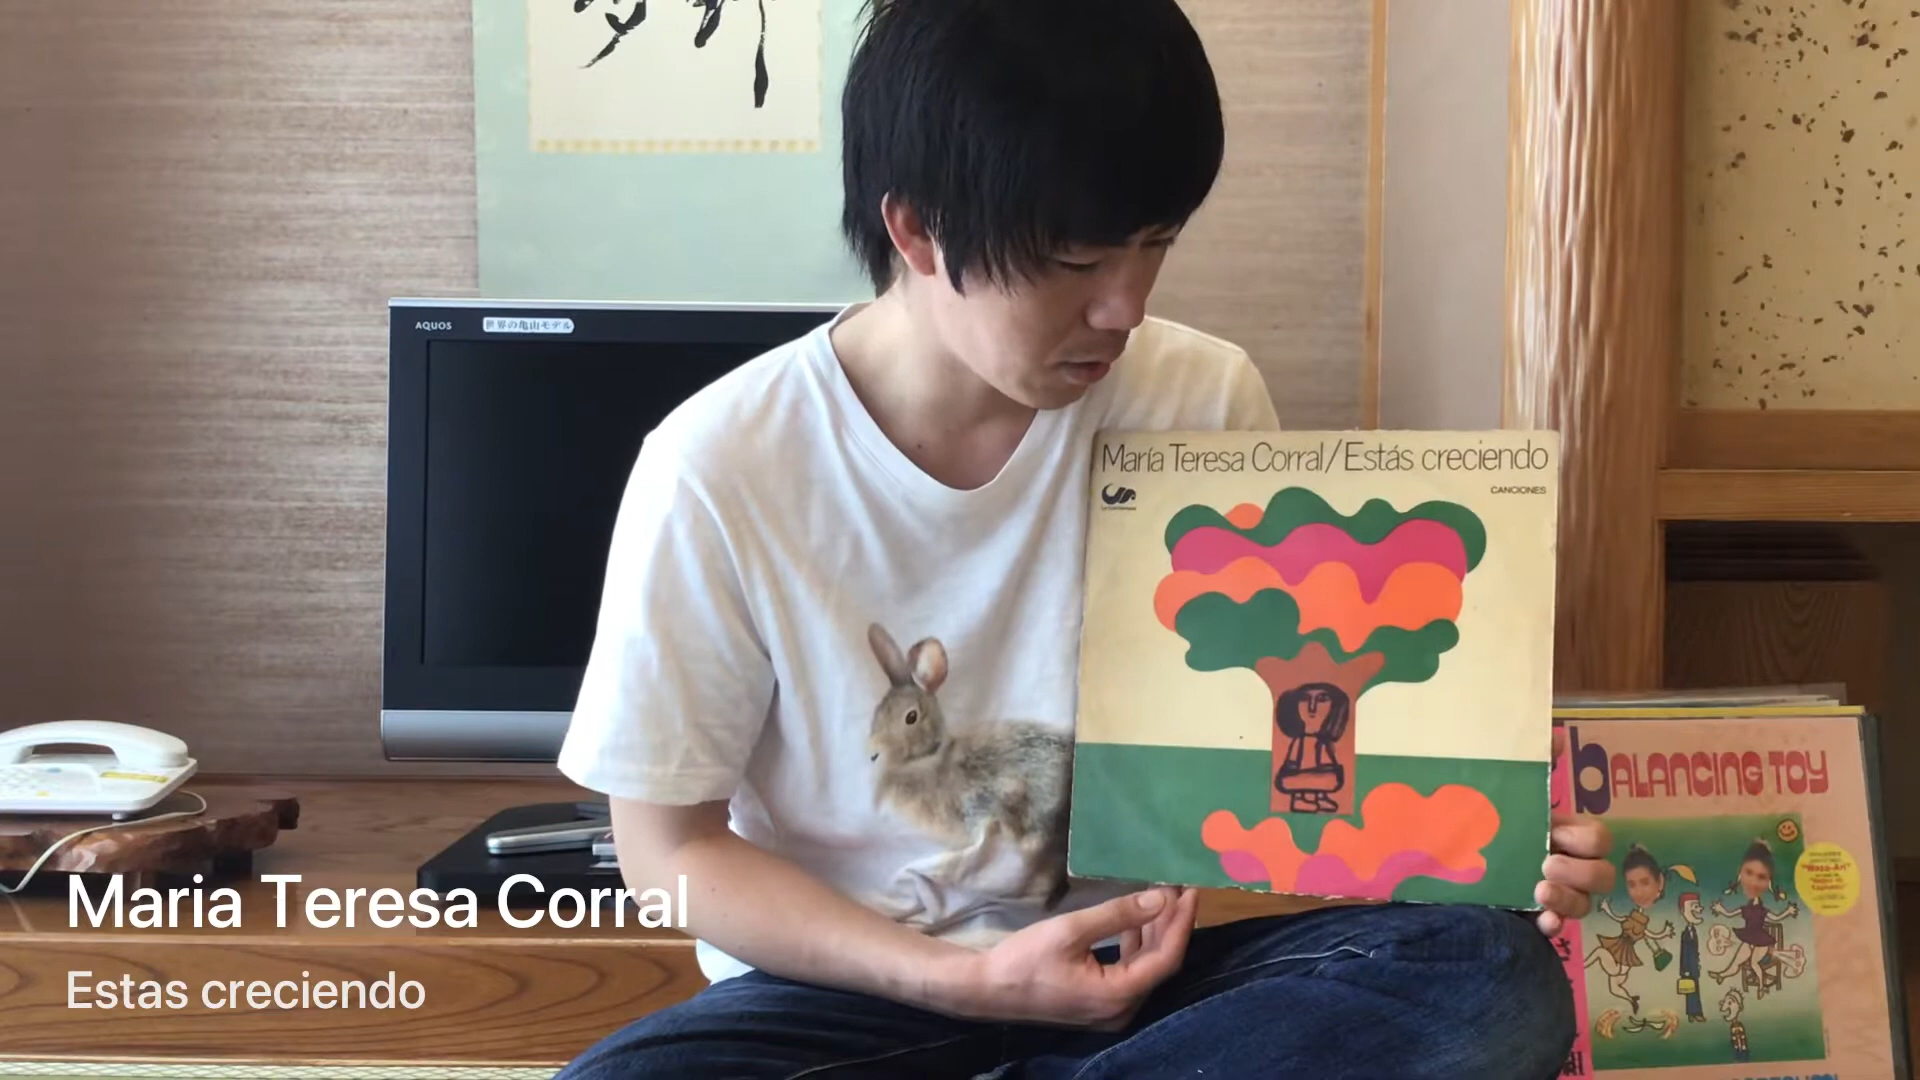 AQUOS
世界の亀山モデル
María Teresa Corral/Estás creciendo
CANCIONES
bALANCING TOY
Maria Teresa Corral
Estas creciendo